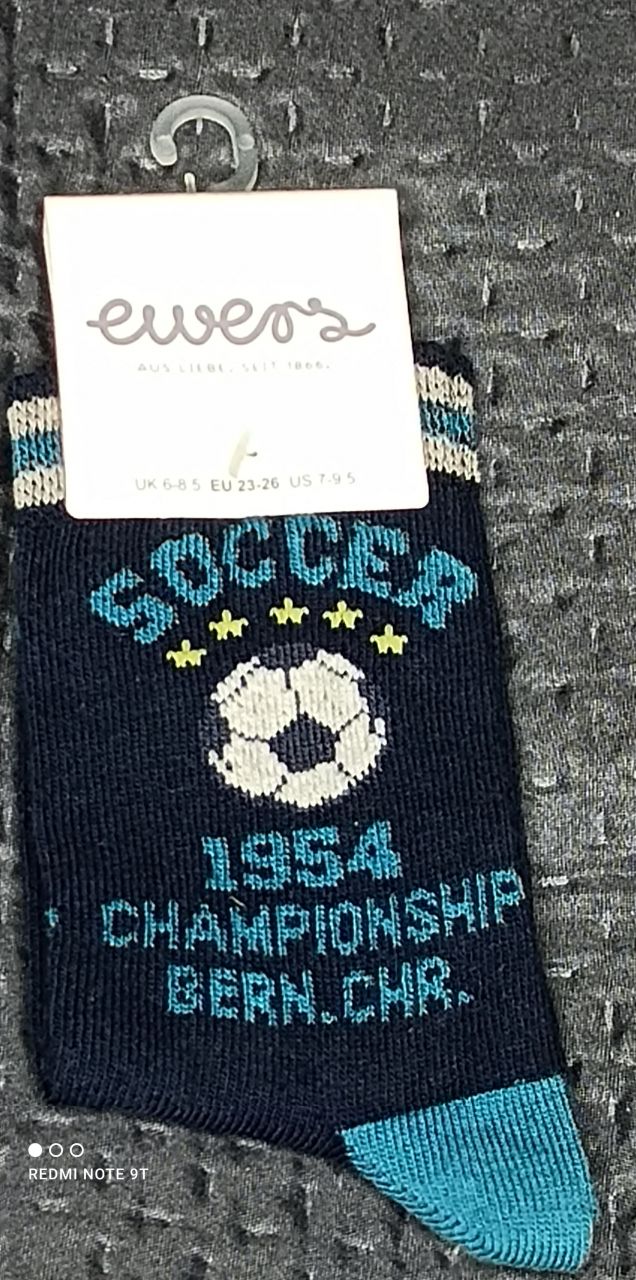 ewers
AUS LIEBE. SEIT 1866.
UK 6-8.5 EU 23-26 US 7-9.5
SOCCER
1954
CHAMPIONSHIP
BERN.CHR.
REDMI NOTE 9T